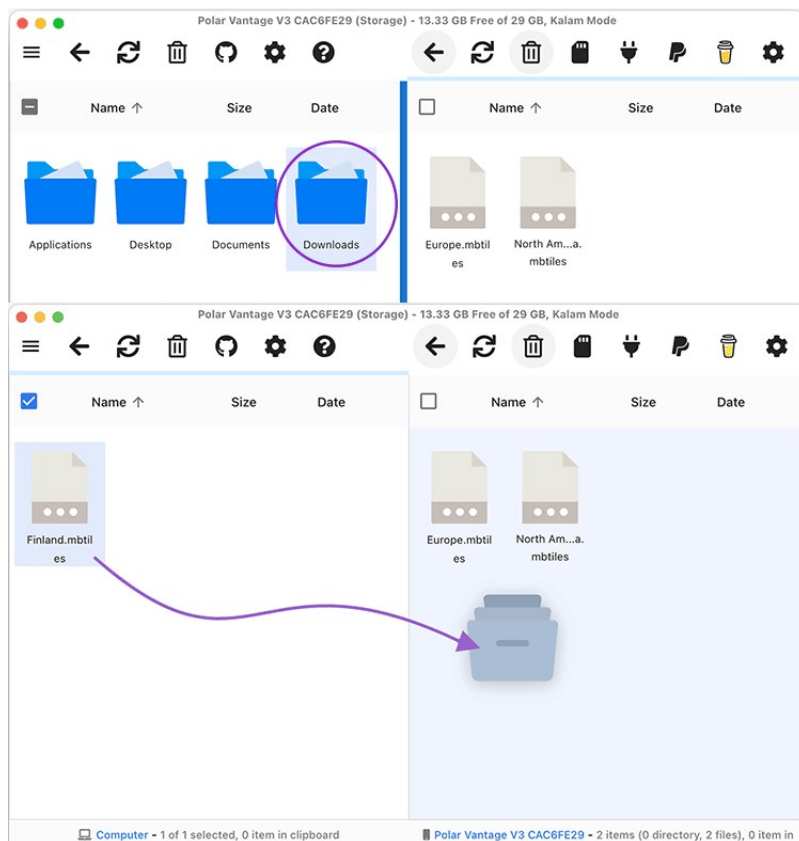 Polar Vantage V3 CAC6FE29 (Storage) - 13.33 GB Free of 29 GB, Kalam Mode
Name ↑ Size Date
Name ↑ Size Date
Applications
Desktop
Documents
Downloads
Europe.mbtil
es
North Am...a.
mbtiles
Polar Vantage V3 CAC6FE29 (Storage) - 13.33 GB Free of 29 GB, Kalam Mode
Name ↑ Size Date
Name ↑ Size Date
Finland.mbtil
es
Europe.mbtil
es
North Am...a.
mbtiles
Computer - 1 of 1 selected, 0 item in clipboard
Polar Vantage V3 CAC6FE29 - 2 items (0 directory, 2 files), 0 item in